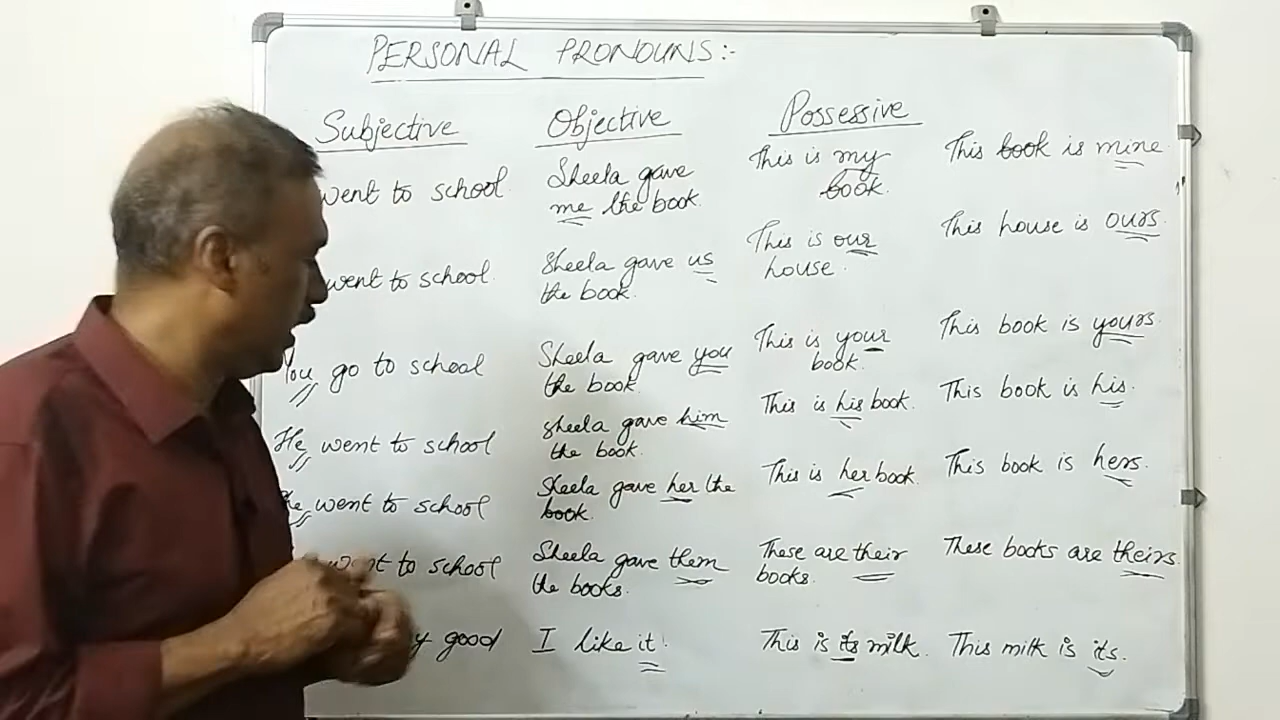 PERSONAL PRONOUNS:-
Subjective
Objective
Possessive
went to school
Sheela gave
me the book.
This is my
book.
This book is mine
went to school.
Sheela gave us
the book.
This is our
house.
This house is ours.
You go to school
Sheela gave you
the book.
This is your
book.
This book is yours.
He went to school
Sheela gave him
the book.
This is his book.
This book is his.
went to school
Sheela gave her the
book.
This is her book.
This book is hers.
went to school
Sheela gave them
the books.
These are their
books.
These books are theirs.
good
I like it.
This is its milk.
This milk is its.